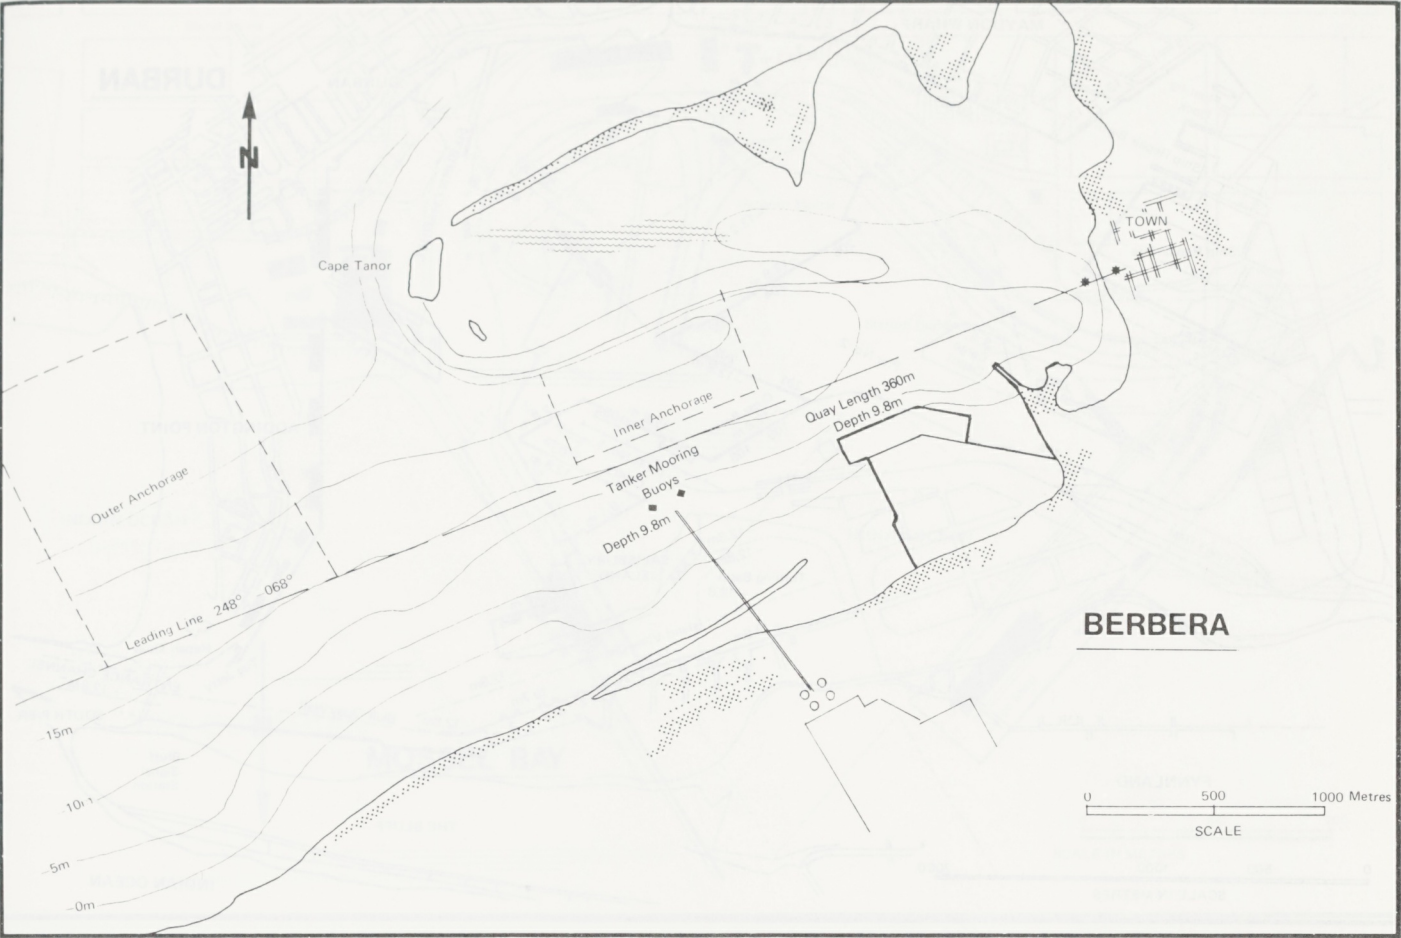 N
TOWN
Cape Tanor
Quay Length 360m
Depth 9.8m
Inner Anchorage
Tanker Mooring
Buoys
Outer Anchorage
Depth 9.8m
Leading Line 248° -068°
BERBERA
-15m
-10m
-5m
-0m
0 500 1000 Metres
SCALE
DURBAN